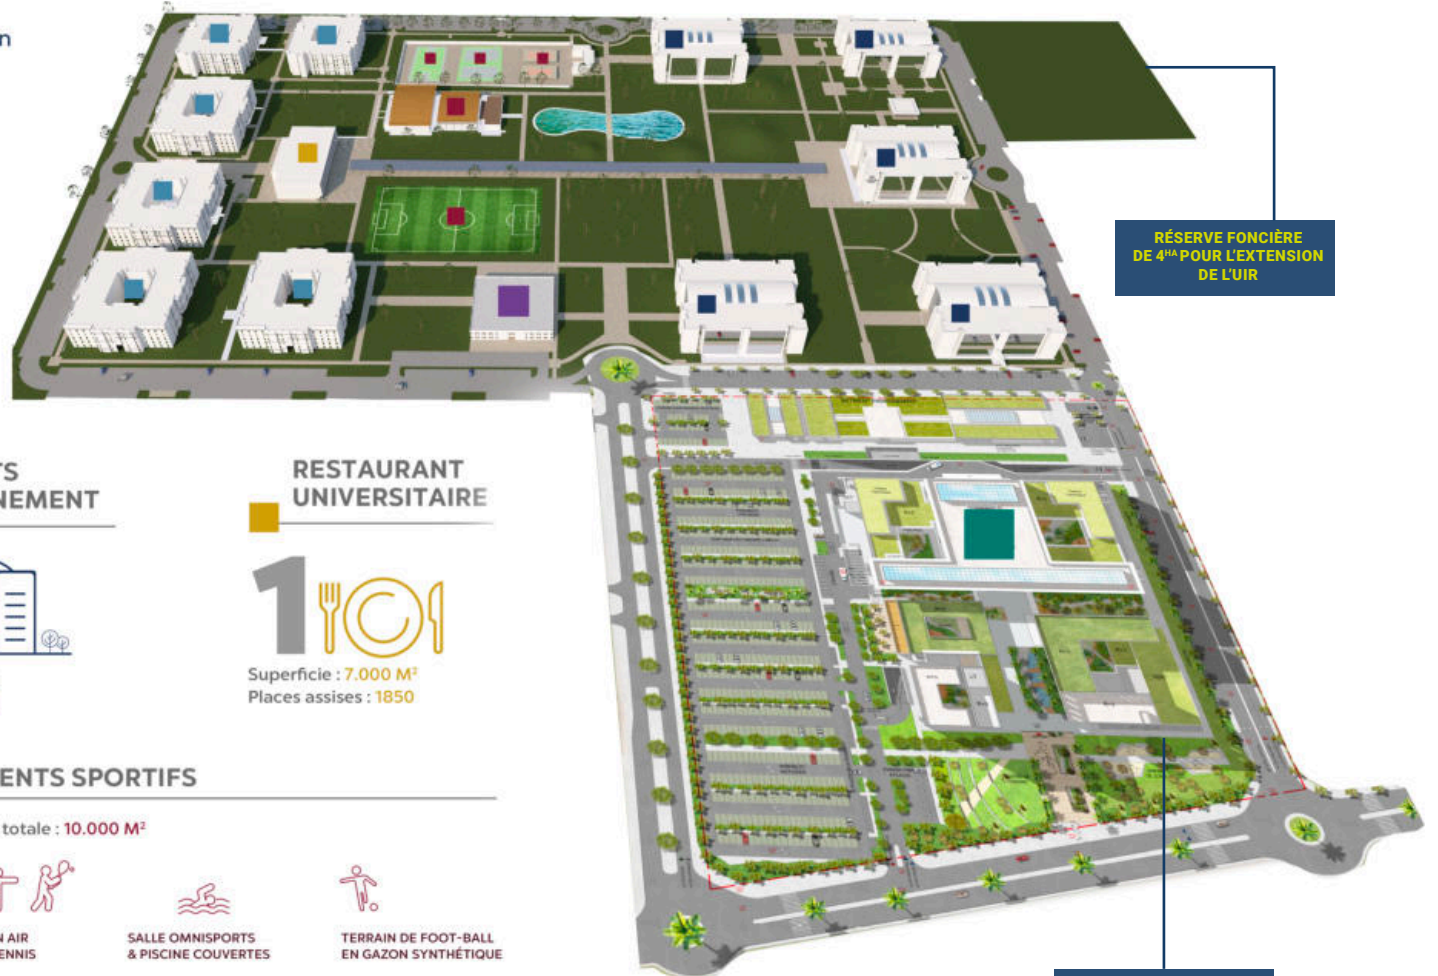 n
RÉSERVE FONCIÈRE
DE 4HA POUR L'EXTENSION
DE L'UIR
TS
NEMENT
RESTAURANT
UNIVERSITAIRE
1
Superficie : 7.000 M²
Places assises : 1850
ENTS SPORTIFS
totale : 10.000 M²
N AIR
ENNIS
SALLE OMNISPORTS
& PISCINE COUVERTES
TERRAIN DE FOOT-BALL
EN GAZON SYNTHÉTIQUE